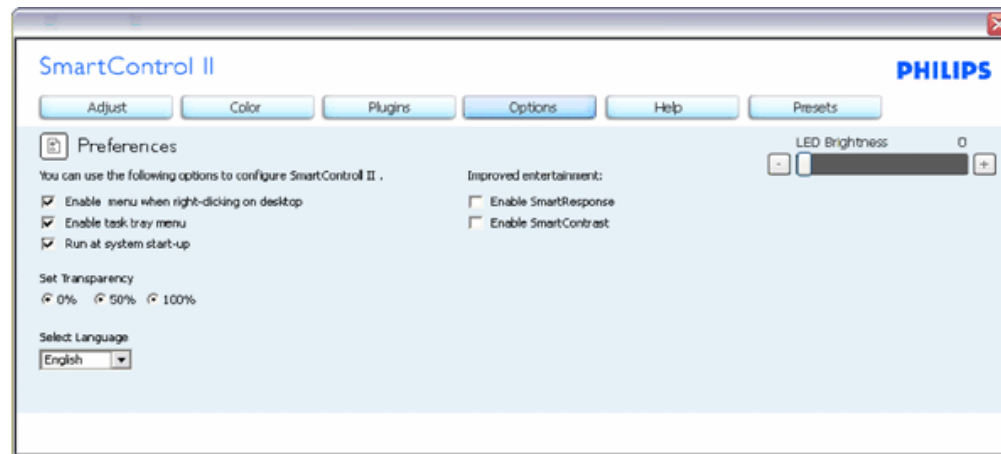 SmartControl II
PHILIPS
Adjust Color Plugins Options Help Presets
Preferences
LED Brightness 0
- +
You can use the following options to configure SmartControl II .
Improved entertainment:
Enable menu when right-clicking on desktop
Enable SmartResponse
Enable task tray menu
Enable SmartContrast
Run at system start-up
Set Transparency
0% 50% 100%
Select Language
English